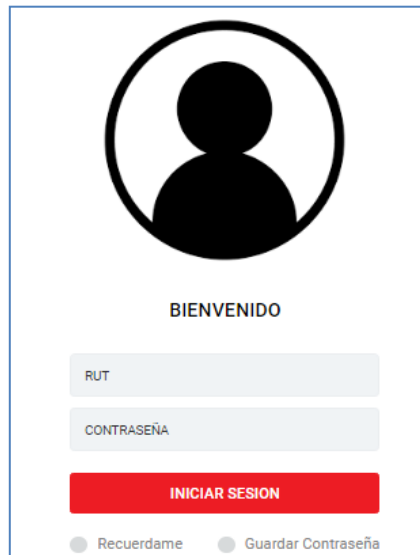 BIENVENIDO
RUT
CONTRASEÑA
INICIAR SESION
Recuerdame Guardar Contraseña